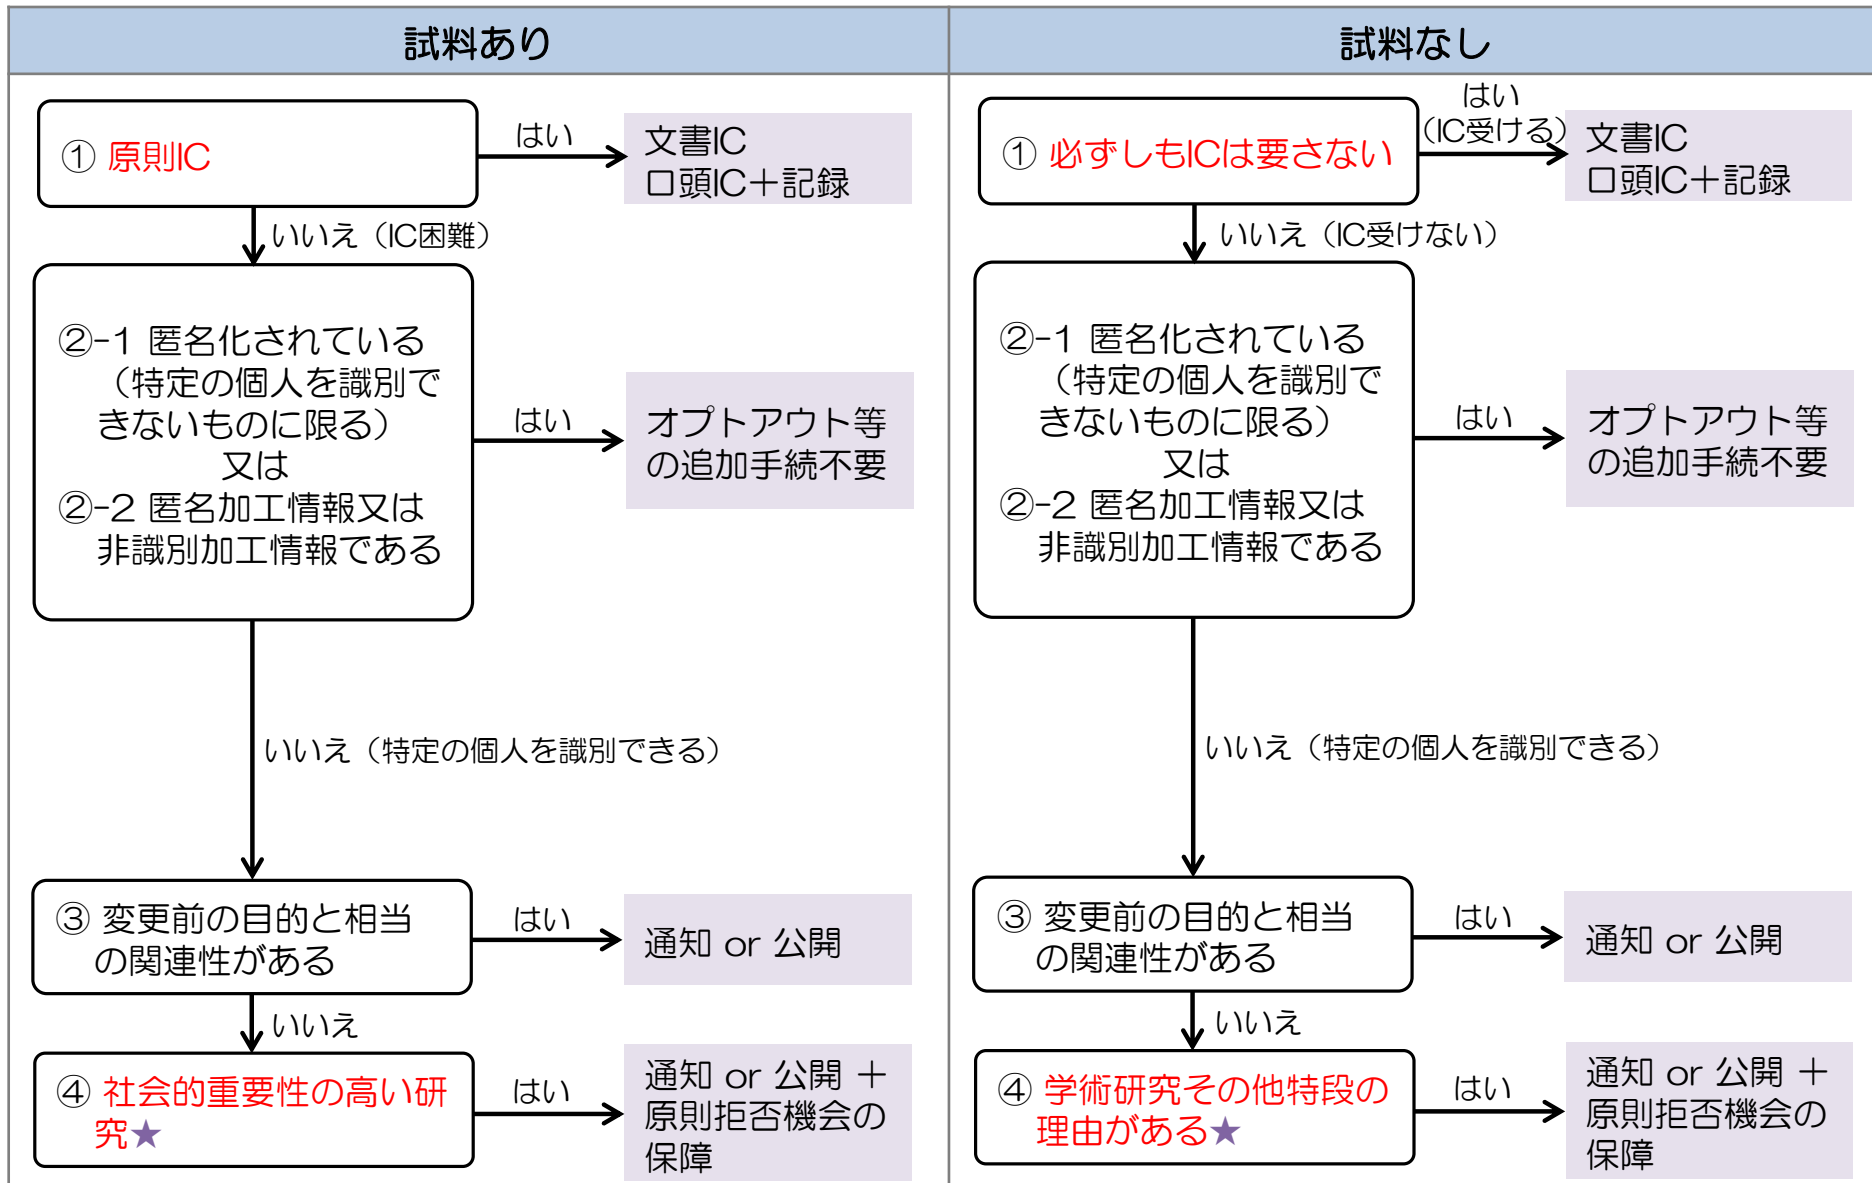 試料あり
① 原則IC
はい
文書IC
口頭IC＋記録
いいえ（IC困難）
②-1 匿名化されている
（特定の個人を識別で
きないものに限る）
又は
②-2 匿名加工情報又は
非識別加工情報である
はい
オプトアウト等
の追加手続不要
いいえ（特定の個人を識別できる）
③ 変更前の目的と相当
の関連性がある
はい
通知 or 公開
いいえ
④ 社会的重要性の高い研
究★
はい
通知 or 公開 ＋
原則拒否機会の
保障
試料なし
① 必ずしもICは要さない
はい
（IC受ける）
文書IC
口頭IC＋記録
いいえ（IC受けない）
②-1 匿名化されている
（特定の個人を識別で
きないものに限る）
又は
②-2 匿名加工情報又は
非識別加工情報である
はい
オプトアウト等
の追加手続不要
いいえ（特定の個人を識別できる）
③ 変更前の目的と相当
の関連性がある
はい
通知 or 公開
いいえ
④ 学術研究その他特段の
理由がある★
はい
通知 or 公開 ＋
原則拒否機会の
保障